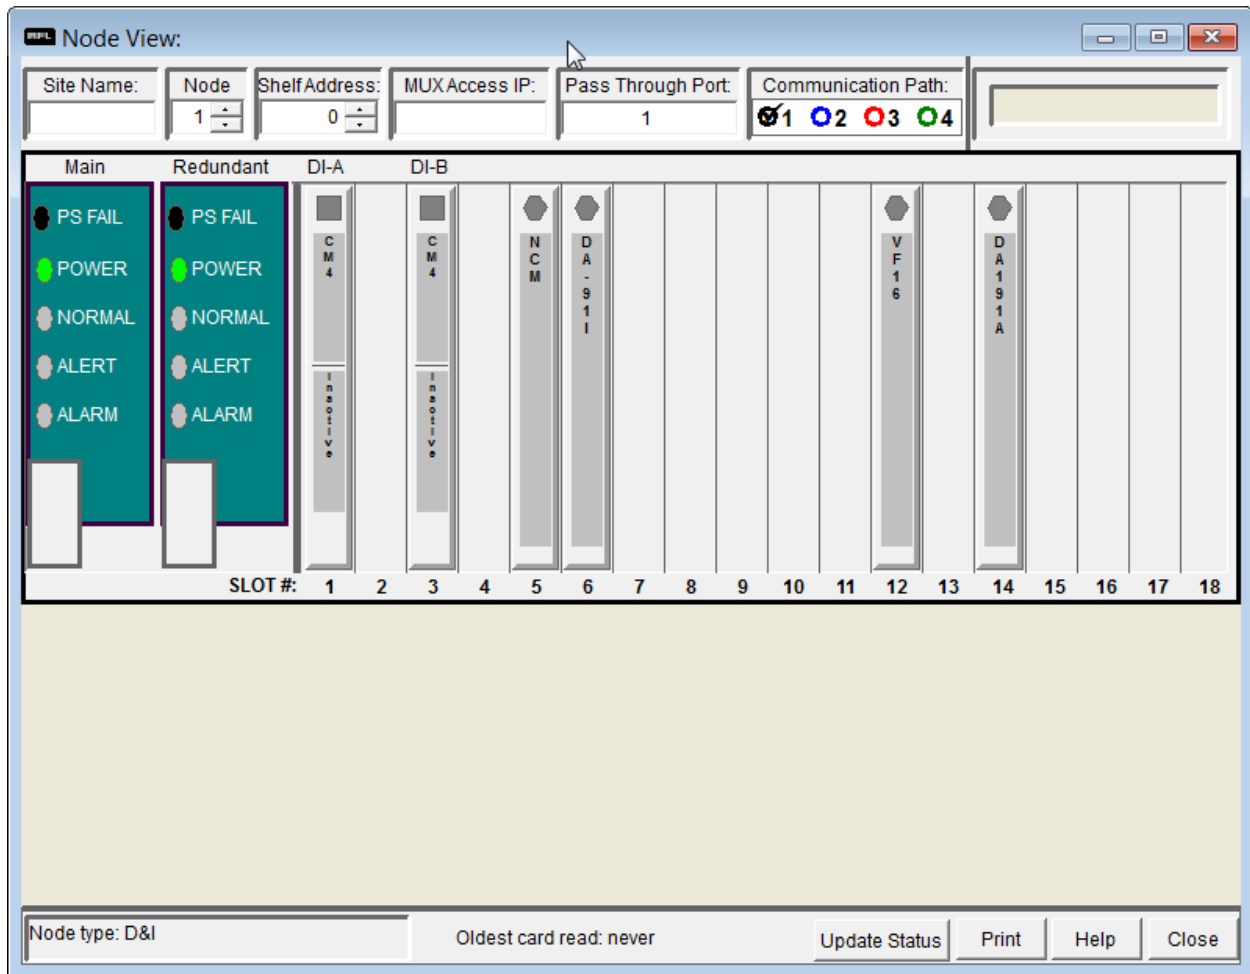 RFL Node View:
Site Name: Node Shelf Address: MUX Access IP: Pass Through Port: Communication Path:
1 0 1 1 2 3 4
Main Redundant DI-A DI-B
PS FAIL PS FAIL
POWER POWER
NORMAL NORMAL
ALERT ALERT
ALARM ALARM
CM4
Inactive
CM4
Inactive
NCM
DA-91I
VF16
DA191A
SLOT #: 1 2 3 4 5 6 7 8 9 10 11 12 13 14 15 16 17 18
Node type: D&I Oldest card read: never Update Status Print Help Close